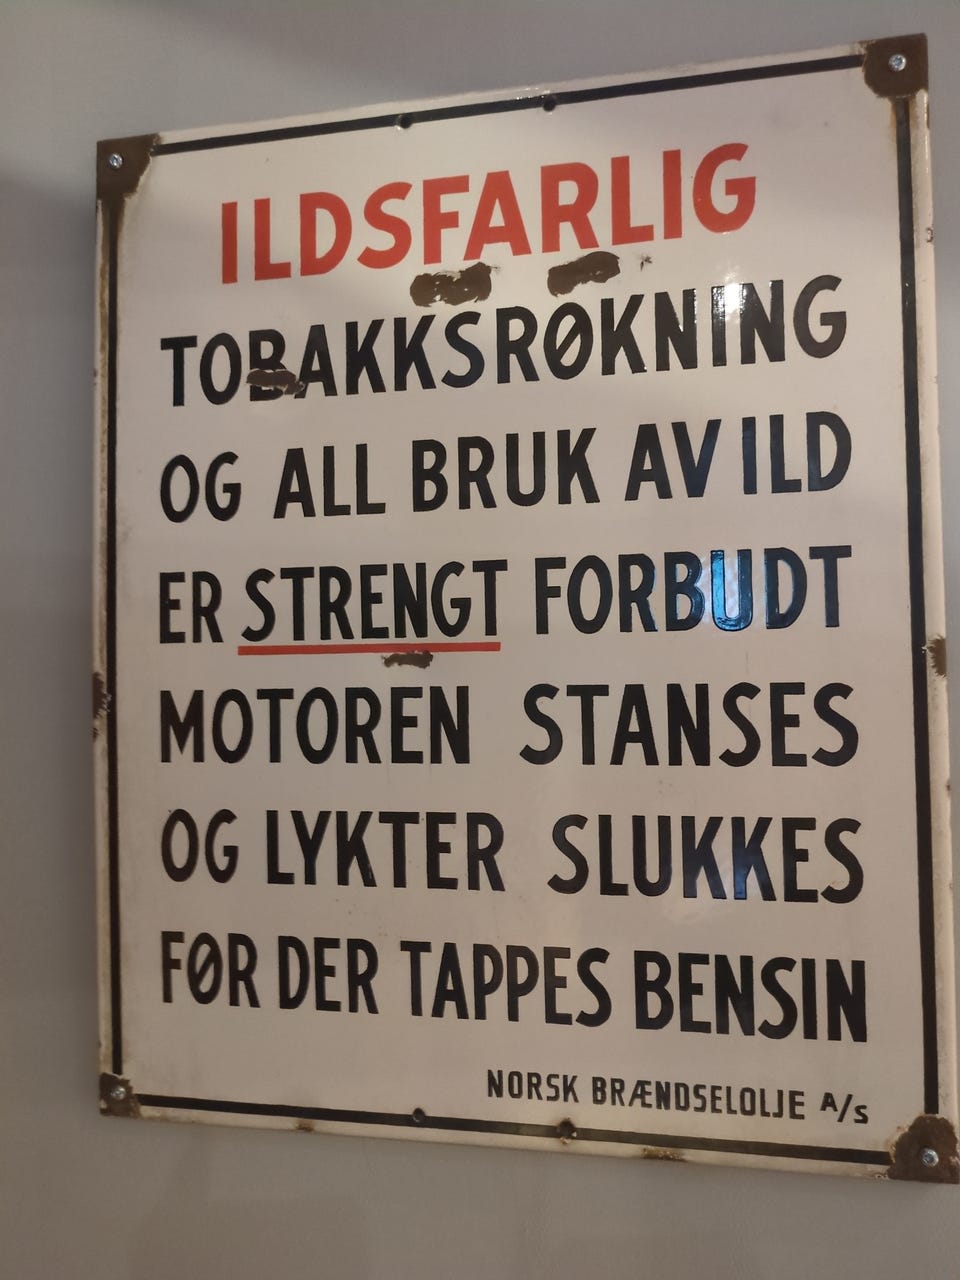 ILDSFARLIG
TOBAKKSRØKNING
OG ALL BRUK AV ILD
ER STRENGT FORBUDT
MOTOREN STANSES
OG LYKTER SLUKKES
FØR DER TAPPES BENSIN
NORSK BRÆNDSELOLJE A/S